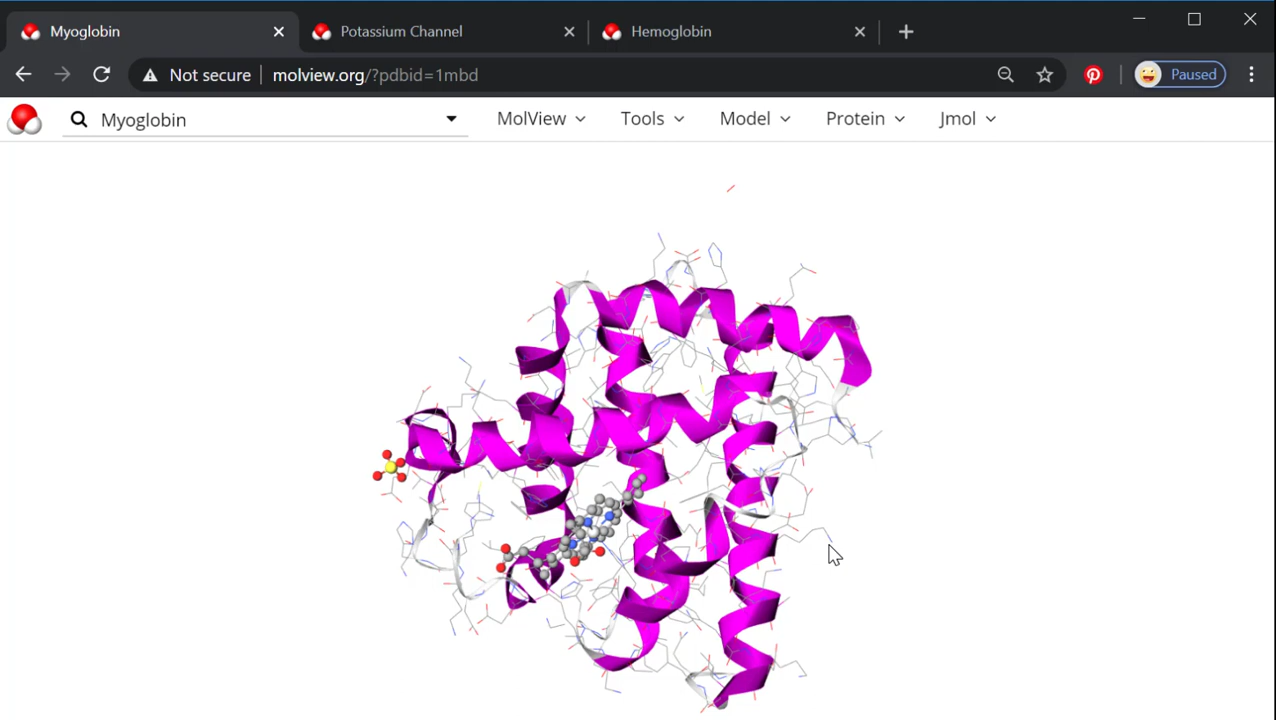 Myoglobin
Potassium Channel
Hemoglobin
Not secure
molview.org/?pdbid=1mbd
Paused
Myoglobin
MolView
Tools
Model
Protein
Jmol